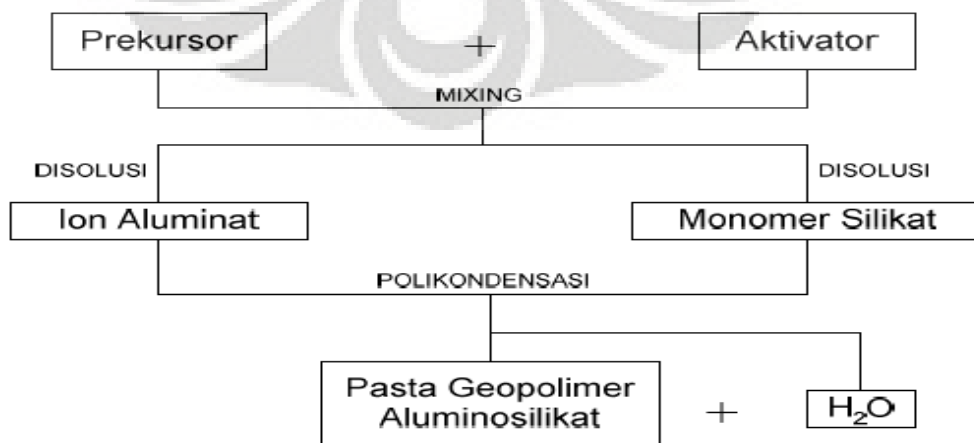 Prekursor + Aktivator
MIXING
DISOLUSI DISOLUSI
Ion Aluminat Monomer Silikat
POLIKONDENSASI
Pasta Geopolimer
Aluminosilikat + H₂O